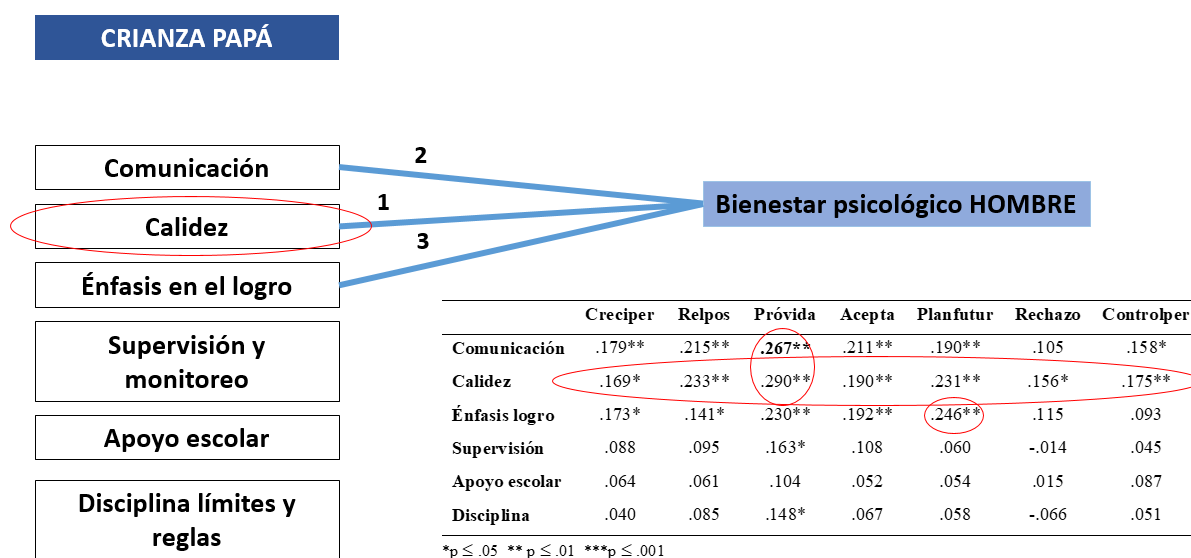 CRIANZA PAPÁ
Comunicación
Calidez
Énfasis en el logro
Supervisión y
monitoreo
Apoyo escolar
Disciplina límites y
reglas
2
1
3
Bienestar psicológico HOMBRE
Creciper Relpos Próvida Acepta Planfutur Rechazo Controlper
Comunicación .179** .215** .267** .211** .190** .105 .158*
Calidez .169* .233** .290** .190** .231** .156* .175**
Énfasis logro .173* .141* .230** .192** .246** .115 .093
Supervisión .088 .095 .163* .108 .060 -.014 .045
Apoyo escolar .064 .061 .104 .052 .054 .015 .087
Disciplina .040 .085 .148* .067 .058 -.066 .051
*p ≤ .05 ** p ≤ .01 ***p ≤ .001